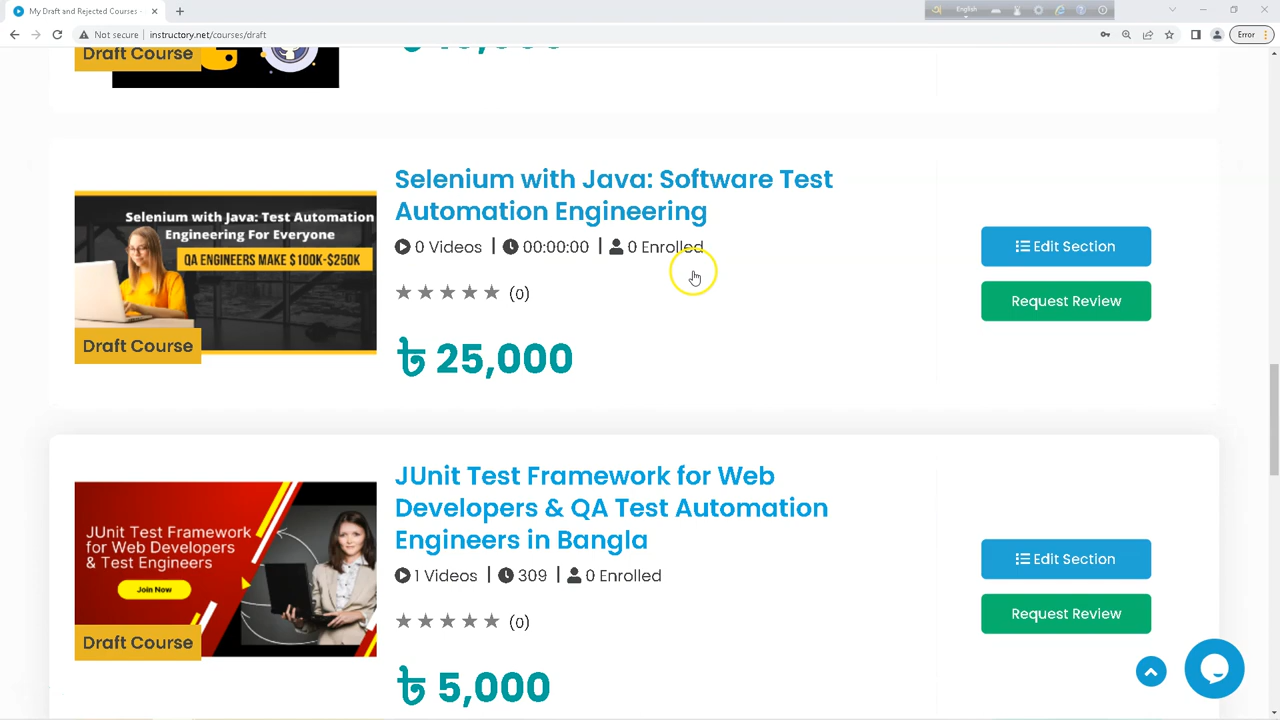 My Draft and Rejected Courses -
English
Not secure | instructory.net/courses/draft
Error
Draft Course
Selenium with Java: Test Automation
Engineering For Everyone
QA ENGINEERS MAKE $100K-$250K
Draft Course
Selenium with Java: Software Test
Automation Engineering
0 Videos | 00:00:00 | 0 Enrolled
(0)
৳ 25,000
Edit Section
Request Review
JUnit Test Framework
for Web Developers
& Test Engineers
Join Now
Draft Course
JUnit Test Framework for Web
Developers & QA Test Automation
Engineers in Bangla
1 Videos | 309 | 0 Enrolled
(0)
৳ 5,000
Edit Section
Request Review